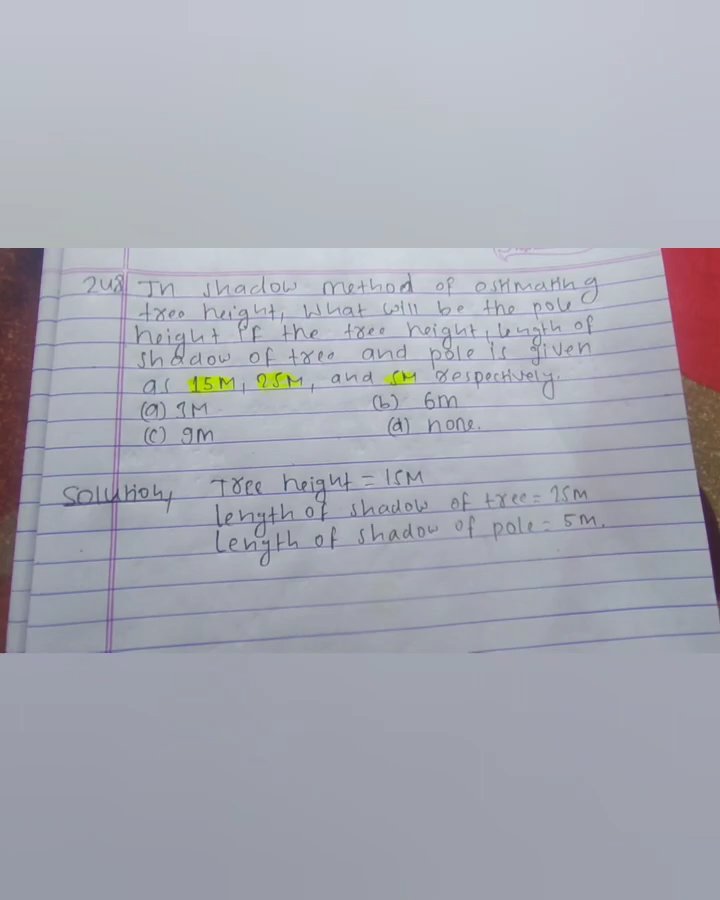 248 In shadow method of estimating
tree height, what will be the pole
height if the tree height, length of
shadow of tree and pole is given
as 15M, 25M, and 5M respectively.
(a) 3M (b) 6m
(c) 9m (d) none.
Solution, Tree height = 15M
length of shadow of tree = 25m
length of shadow of pole = 5m.